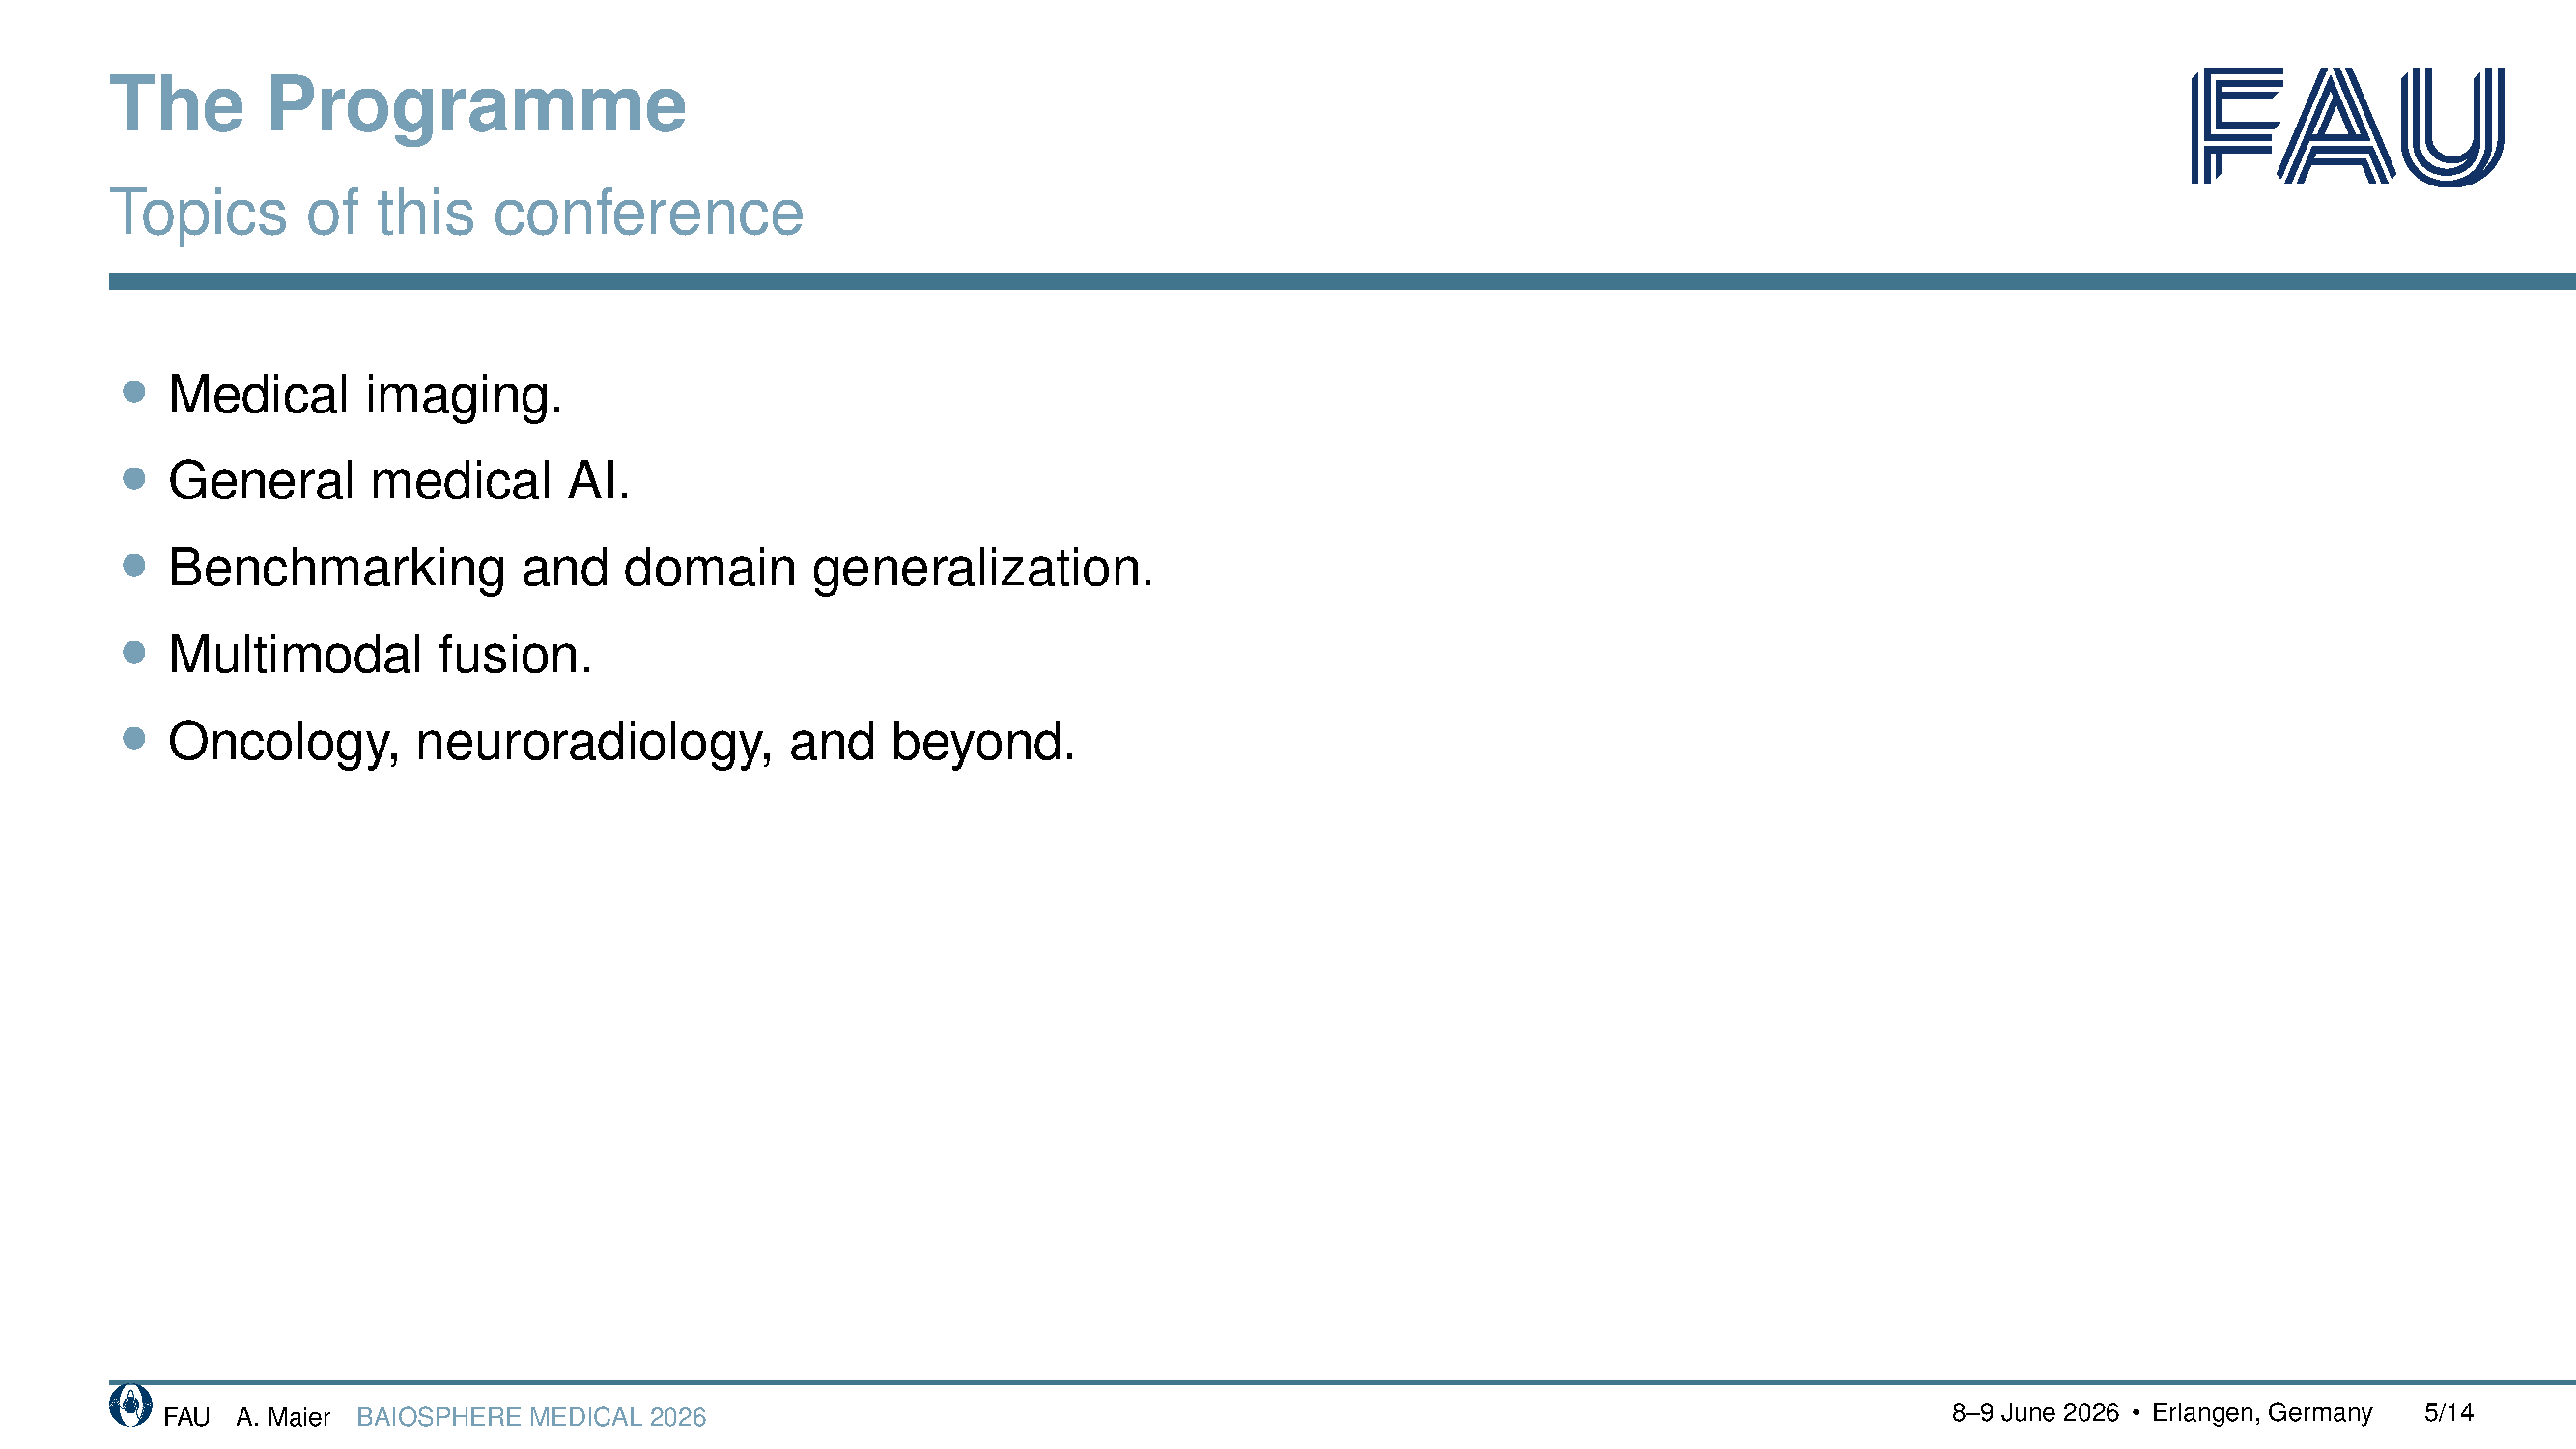 The Programme
FAU
Topics of this conference
• Medical imaging.
• General medical AI.
• Benchmarking and domain generalization.
• Multimodal fusion.
• Oncology, neuroradiology, and beyond.
FAU A. Maier BAIOSPHERE MEDICAL 2026 8–9 June 2026 • Erlangen, Germany 5/14